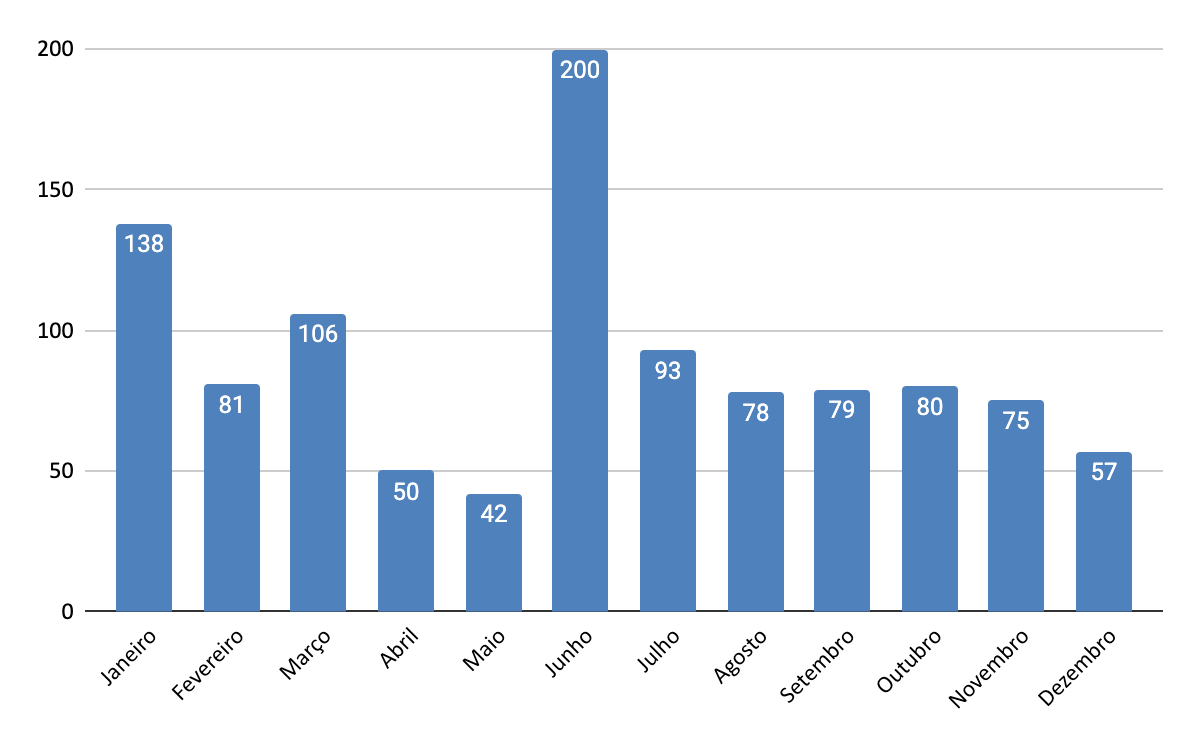 200
150
100
50
0
138
81
106
50
42
200
93
78
79
80
75
57
Janeiro
Fevereiro
Março
Abril
Maio
Junho
Julho
Agosto
Setembro
Outubro
Novembro
Dezembro